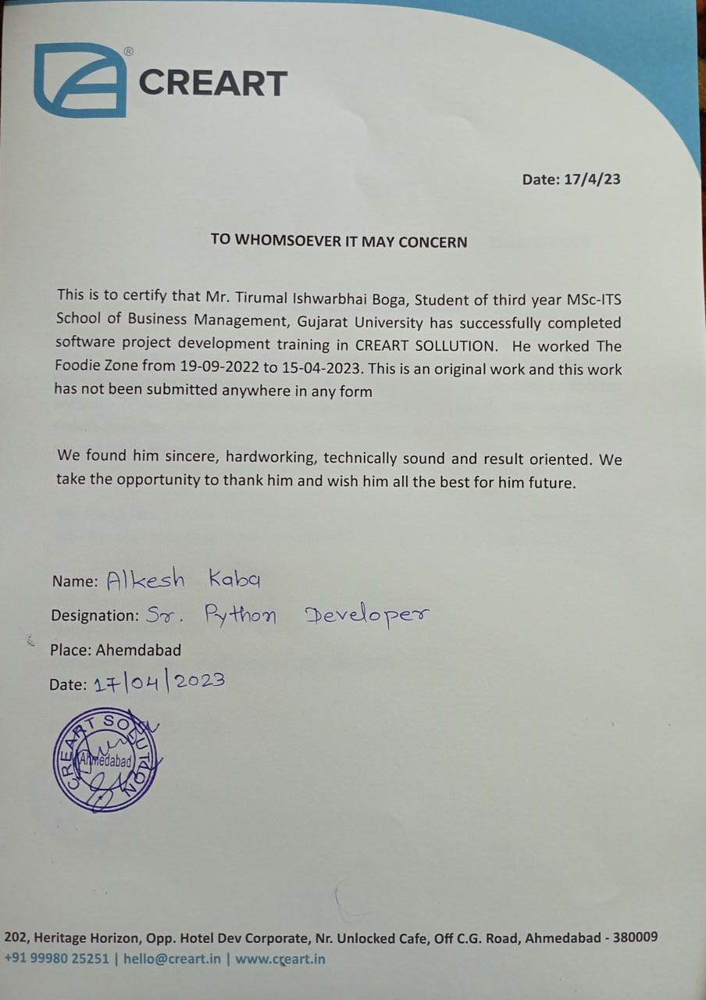 ®
CREART
Date: 17/4/23
TO WHOMSOEVER IT MAY CONCERN
This is to certify that Mr. Tirumal Ishwarbhai Boga, Student of third year MSc-ITS
School of Business Management, Gujarat University has successfully completed
software project development training in CREART SOLLUTION. He worked The
Foodie Zone from 19-09-2022 to 15-04-2023. This is an original work and this work
has not been submitted anywhere in any form
We found him sincere, hardworking, technically sound and result oriented. We
take the opportunity to thank him and wish him all the best for him future.
Name: Alkesh Kaba
Designation: Sr. Python Developer
Place: Ahemdabad
Date: 17/04/2023
CREART SOLUTION
Ahmedabad
202, Heritage Horizon, Opp. Hotel Dev Corporate, Nr. Unlocked Cafe, Off C.G. Road, Ahmedabad - 380009
+91 99980 25251 | hello@creart.in | www.creart.in